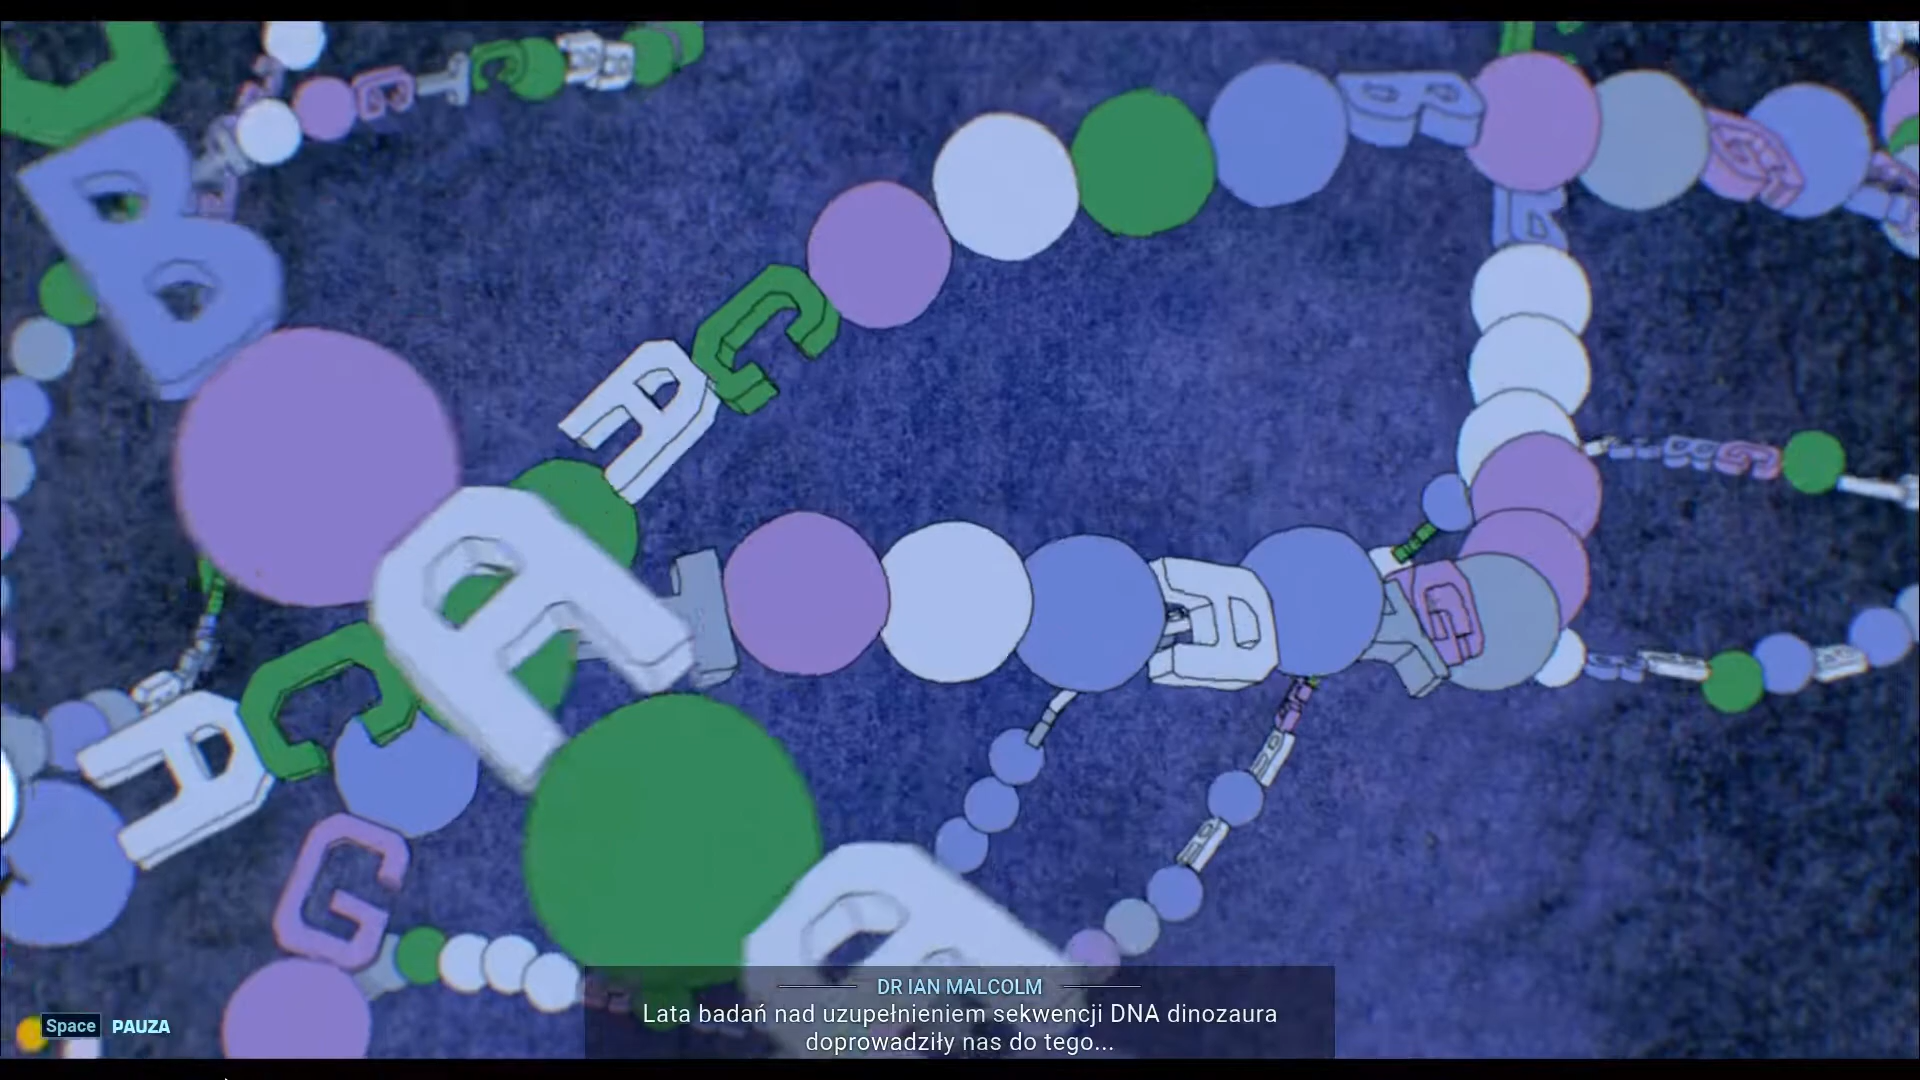 B
A
C
A
C
A
G
DR IAN MALCOLM
Lata badań nad uzupełnieniem sekwencji DNA dinozaura
doprowadziły nas do tego...
Space PAUZA